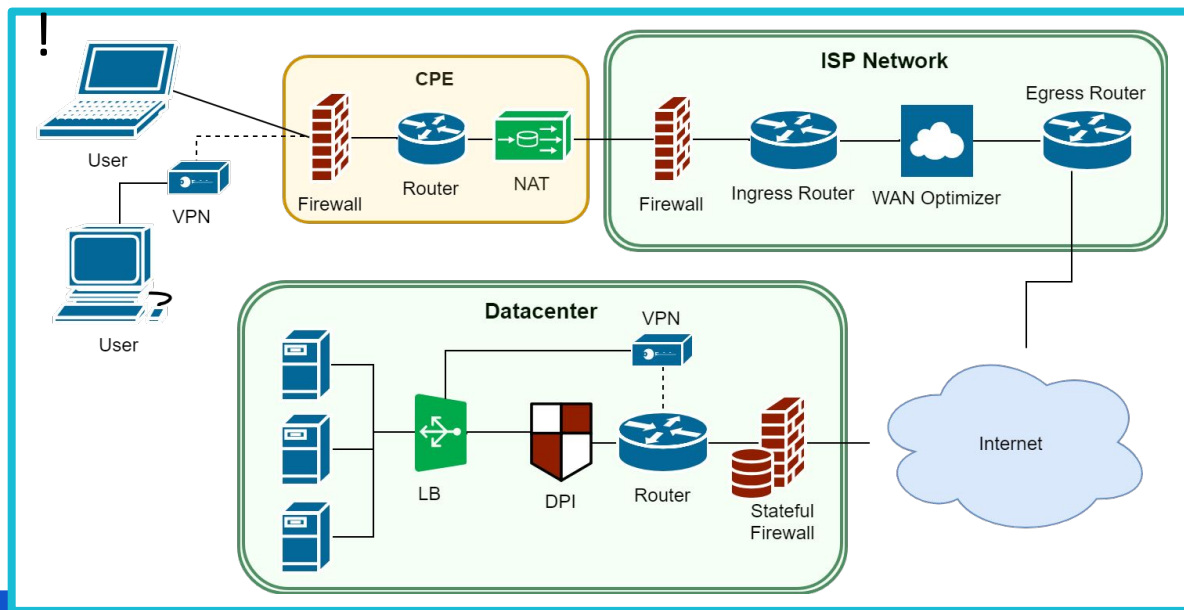 !
CPE
ISP Network
Egress Router
User
VPN
Firewall
Router
NAT
Firewall
Ingress Router
WAN Optimizer
User
Datacenter
VPN
LB
DPI
Router
Stateful
Firewall
Internet